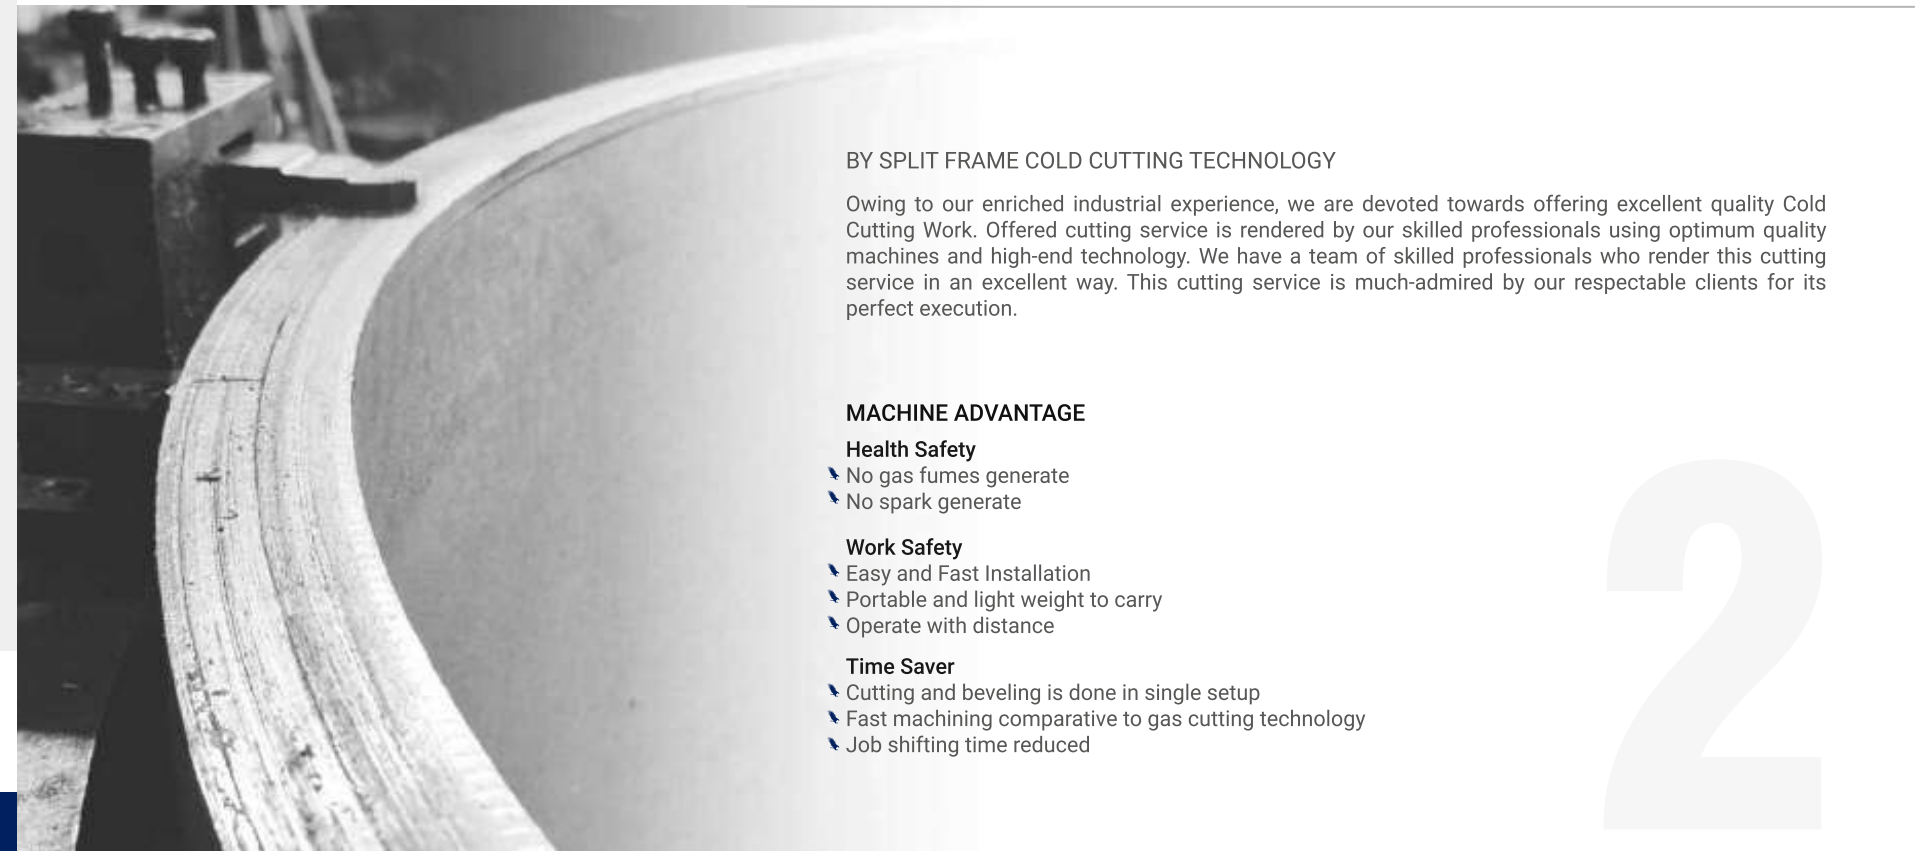 BY SPLIT FRAME COLD CUTTING TECHNOLOGY
Owing to our enriched industrial experience, we are devoted towards offering excellent quality Cold
Cutting Work. Offered cutting service is rendered by our skilled professionals using optimum quality
machines and high-end technology. We have a team of skilled professionals who render this cutting
service in an excellent way. This cutting service is much-admired by our respectable clients for its
perfect execution.
MACHINE ADVANTAGE
Health Safety
No gas fumes generate
No spark generate
Work Safety
Easy and Fast Installation
Portable and light weight to carry
Operate with distance
Time Saver
Cutting and beveling is done in single setup
Fast machining comparative to gas cutting technology
Job shifting time reduced
2